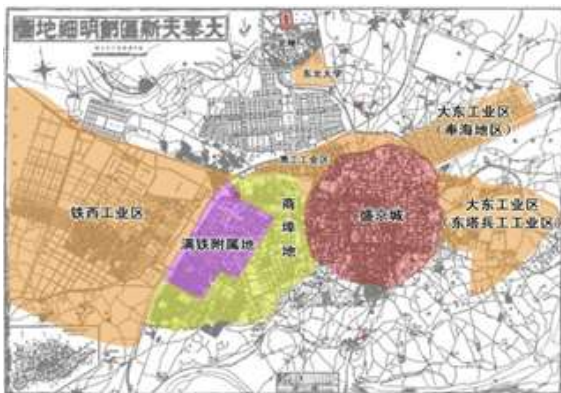 大奉天新區劃明細地圖
东北大学
大东工业区
（奉海地区）
惠工工业区
铁西工业区
满铁附属地
商埠地
盛京城
大东工业区
（东塔兵工工业区）